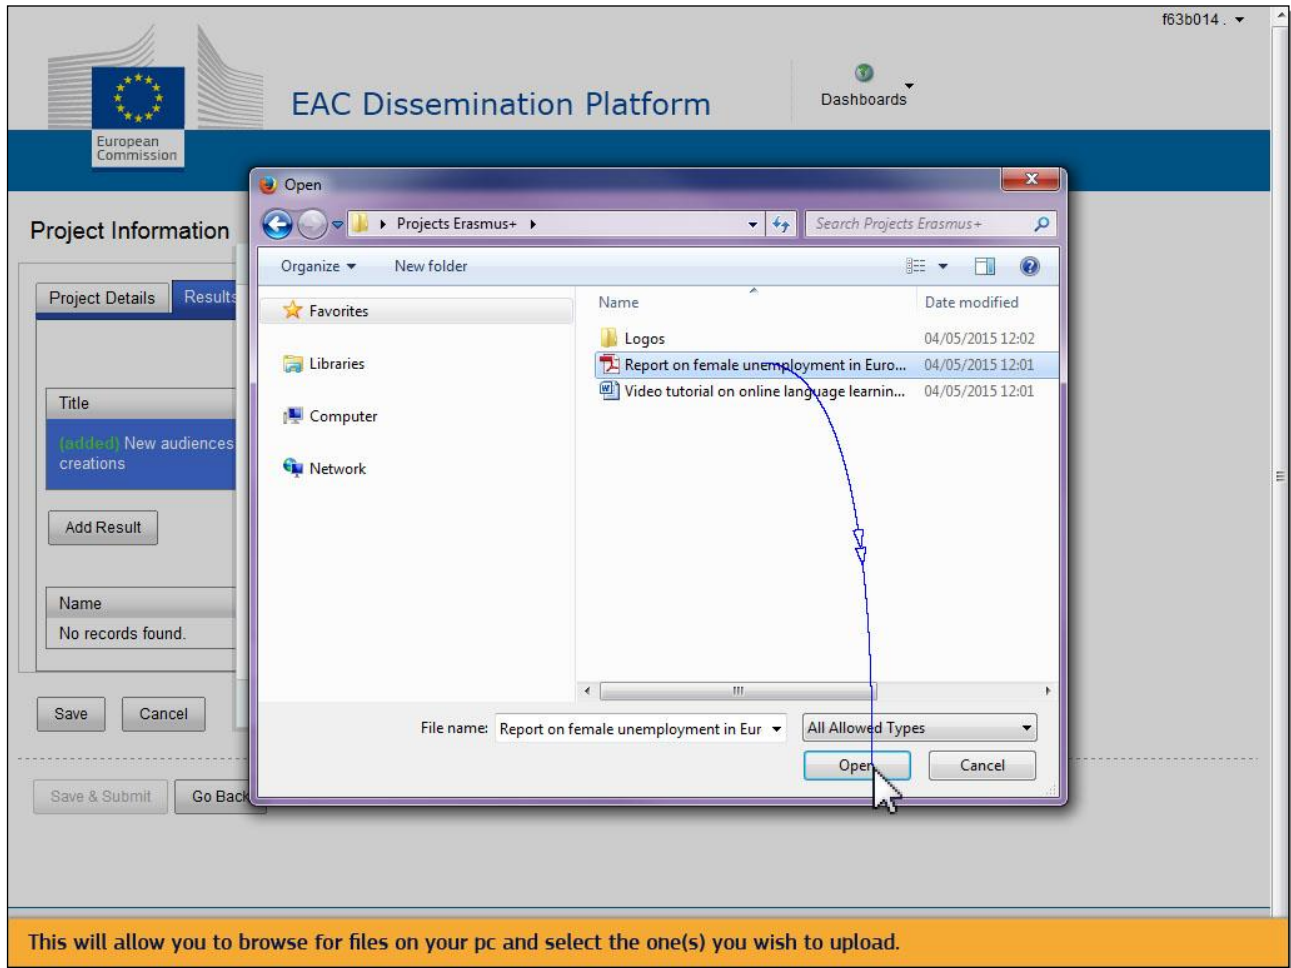 f63b014 .
EAC Dissemination Platform
Dashboards
European
Commission
Open
Project Information
Projects Erasmus+
Search Projects Erasmus+
Organize
New folder
Project Details
Results
Favorites
Name
Date modified
Logos
04/05/2015 12:02
Libraries
Report on female unemployment in Euro...
04/05/2015 12:01
Video tutorial on online language learnin...
04/05/2015 12:01
Title
Computer
(added) New audiences
creations
Network
Add Result
Name
No records found.
Save
Cancel
File name:
Report on female unemployment in Eur
All Allowed Types
Open
Cancel
Save & Submit
Go Back
This will allow you to browse for files on your pc and select the one(s) you wish to upload.